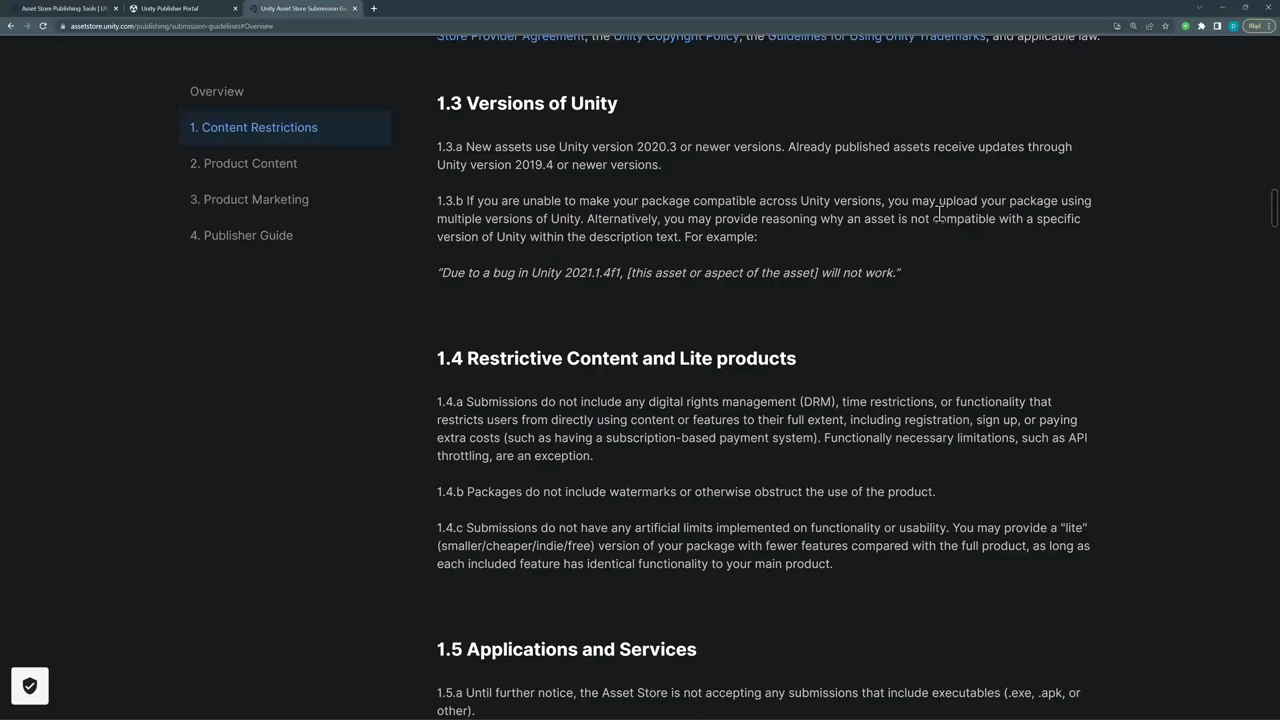 Asset Store Publishing Tools | Ut
Unity Publisher Portal
Unity Asset Store Submission Gu
assetstore.unity.com/publishing/submission-guidelines#Overview
Store Provider Agreement, the Unity Copyright Policy, the Guidelines for Using Unity Trademarks, and applicable law.
Overview
1. Content Restrictions
2. Product Content
3. Product Marketing
4. Publisher Guide
1.3 Versions of Unity
1.3.a New assets use Unity version 2020.3 or newer versions. Already published assets receive updates through
Unity version 2019.4 or newer versions.
1.3.b If you are unable to make your package compatible across Unity versions, you may upload your package using
multiple versions of Unity. Alternatively, you may provide reasoning why an asset is not compatible with a specific
version of Unity within the description text. For example:
“Due to a bug in Unity 2021.1.4f1, [this asset or aspect of the asset] will not work.”
1.4 Restrictive Content and Lite products
1.4.a Submissions do not include any digital rights management (DRM), time restrictions, or functionality that
restricts users from directly using content or features to their full extent, including registration, sign up, or paying
extra costs (such as having a subscription-based payment system). Functionally necessary limitations, such as API
throttling, are an exception.
1.4.b Packages do not include watermarks or otherwise obstruct the use of the product.
1.4.c Submissions do not have any artificial limits implemented on functionality or usability. You may provide a "lite"
(smaller/cheaper/indie/free) version of your package with fewer features compared with the full product, as long as
each included feature has identical functionality to your main product.
1.5 Applications and Services
1.5.a Until further notice, the Asset Store is not accepting any submissions that include executables (.exe, .apk, or
other).